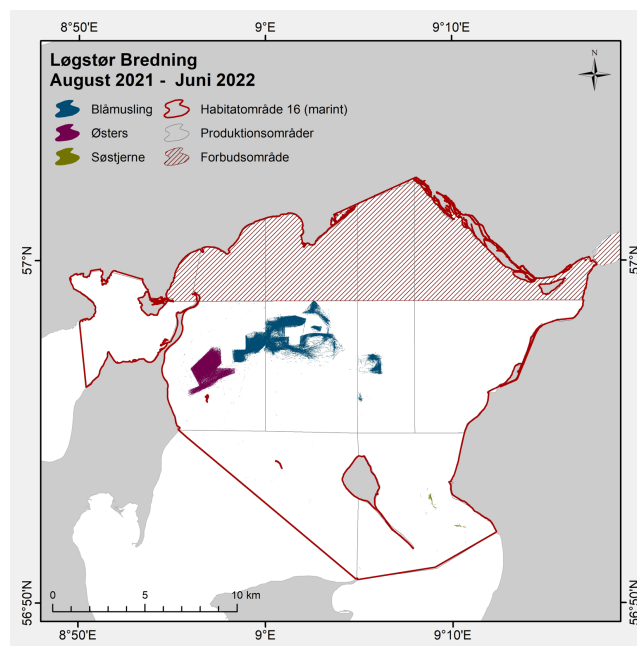 8°50'E 9°E 9°10'E
Løgstør Bredning
August 2021 - Juni 2022
N
Blåmusling Habitatområde 16 (marint)
Østers Produktionsområder
Søstjerne Forbudsområde
57°N 57°N
0 5 10 km
56°50'N 56°50'N
8°50'E 9°E 9°10'E